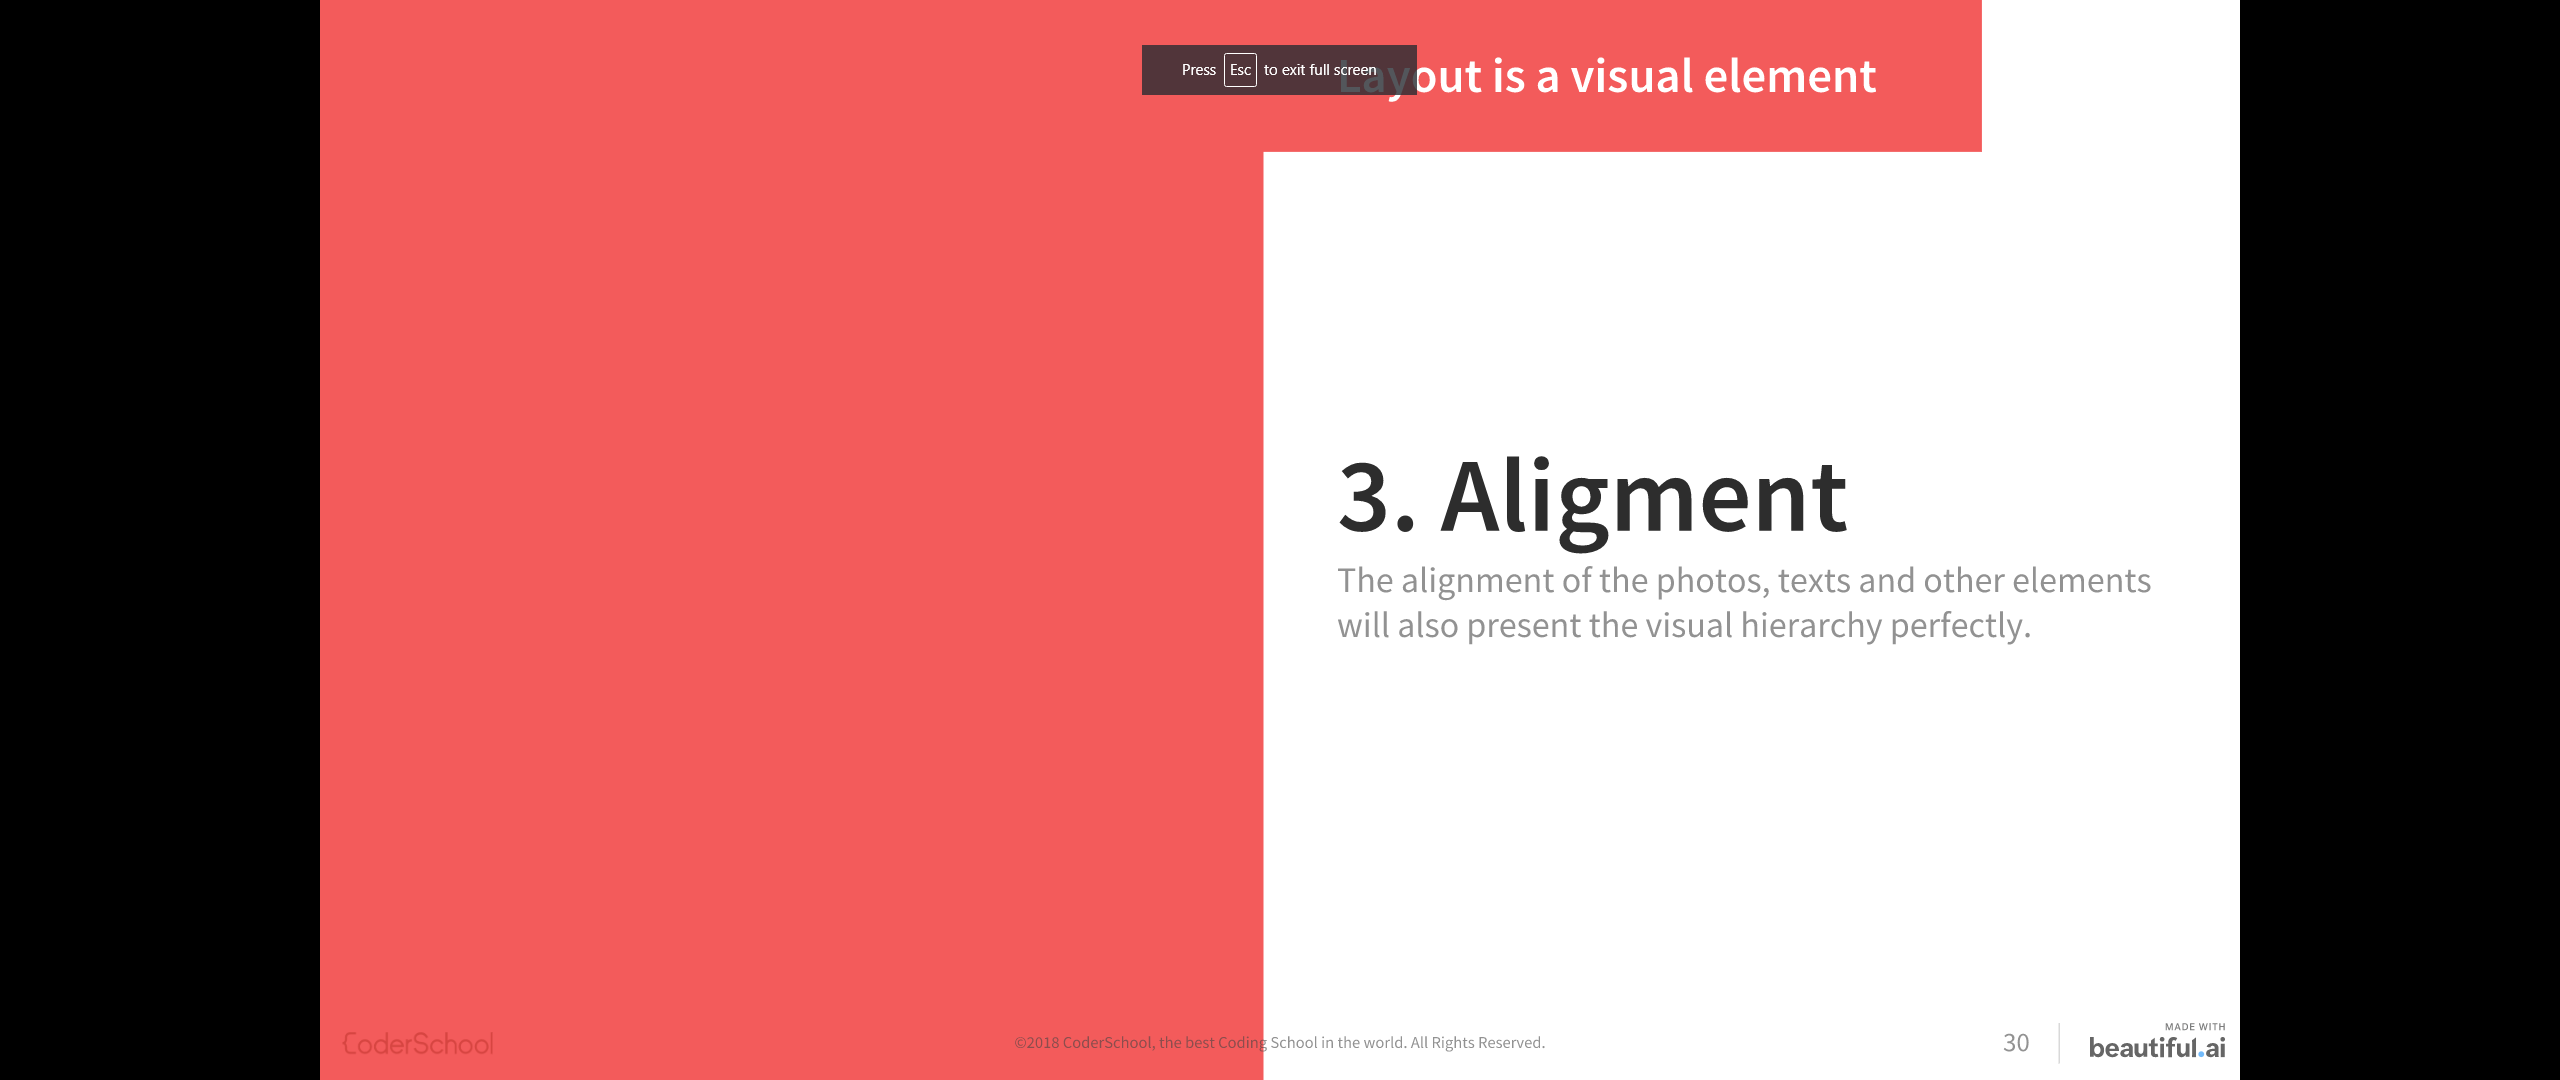 Press Esc to exit full screen
Layout is a visual element
3. Aligment
The alignment of the photos, texts and other elements
will also present the visual hierarchy perfectly.
CoderSchool
©2018 CoderSchool, the best Coding School in the world. All Rights Reserved.
30
MADE WITH
beautiful.ai